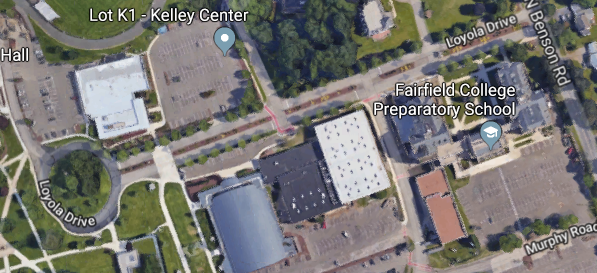 Lot K1 - Kelley Center
Hall
Loyola Drive
N Benson Rd
Fairfield College
Preparatory School
Loyola Drive
Murphy Road